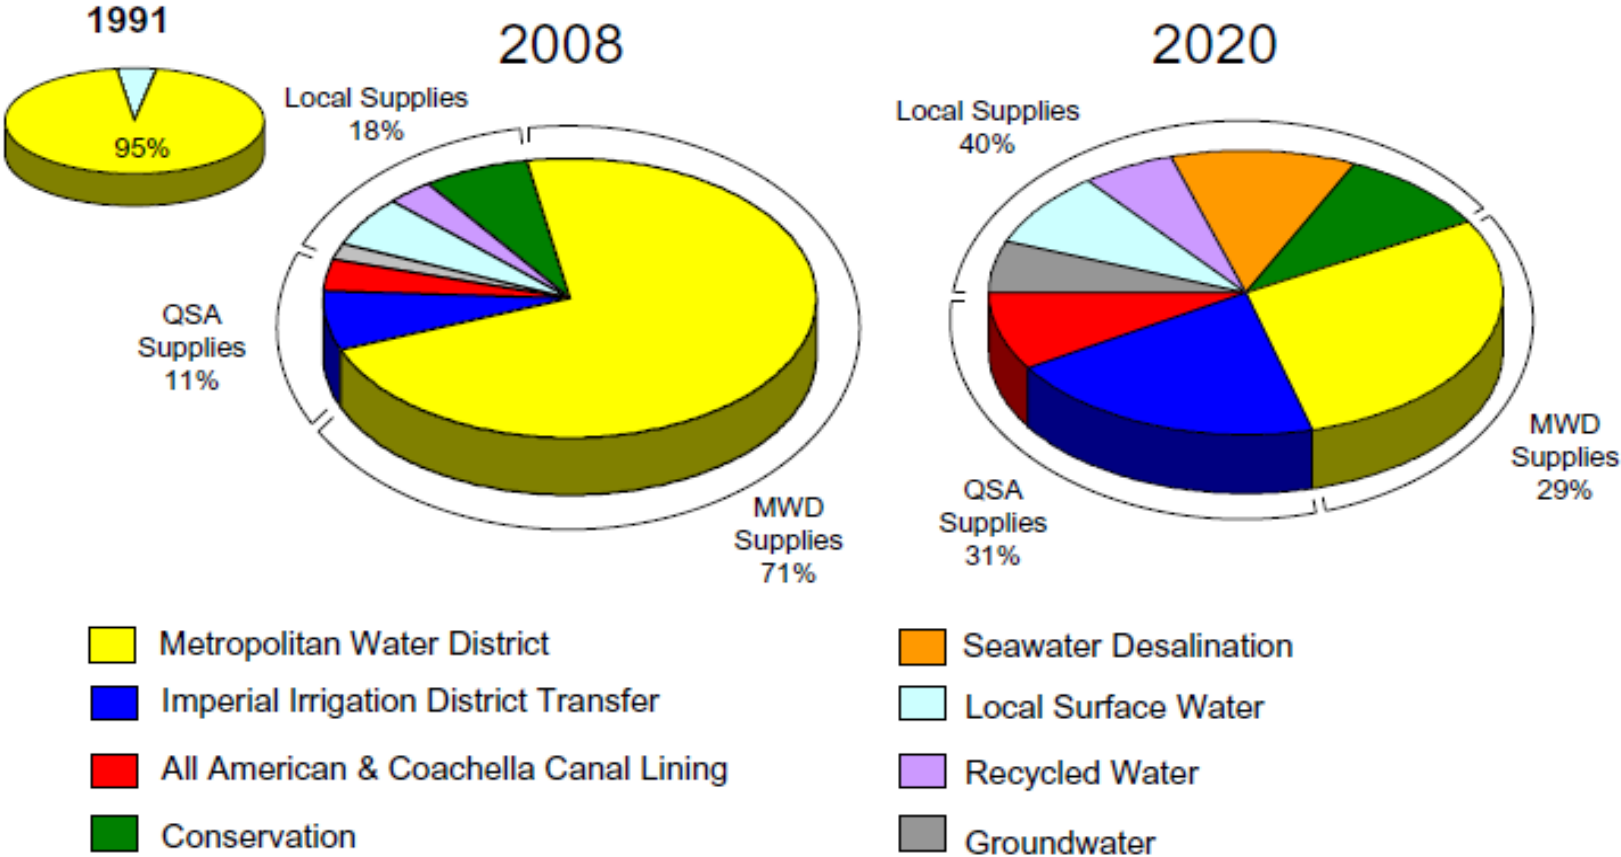 1991
95%
2008
Local Supplies
18%
QSA
Supplies
11%
MWD
Supplies
71%
2020
Local Supplies
40%
QSA
Supplies
31%
MWD
Supplies
29%
Metropolitan Water District
Imperial Irrigation District Transfer
All American & Coachella Canal Lining
Conservation
Seawater Desalination
Local Surface Water
Recycled Water
Groundwater